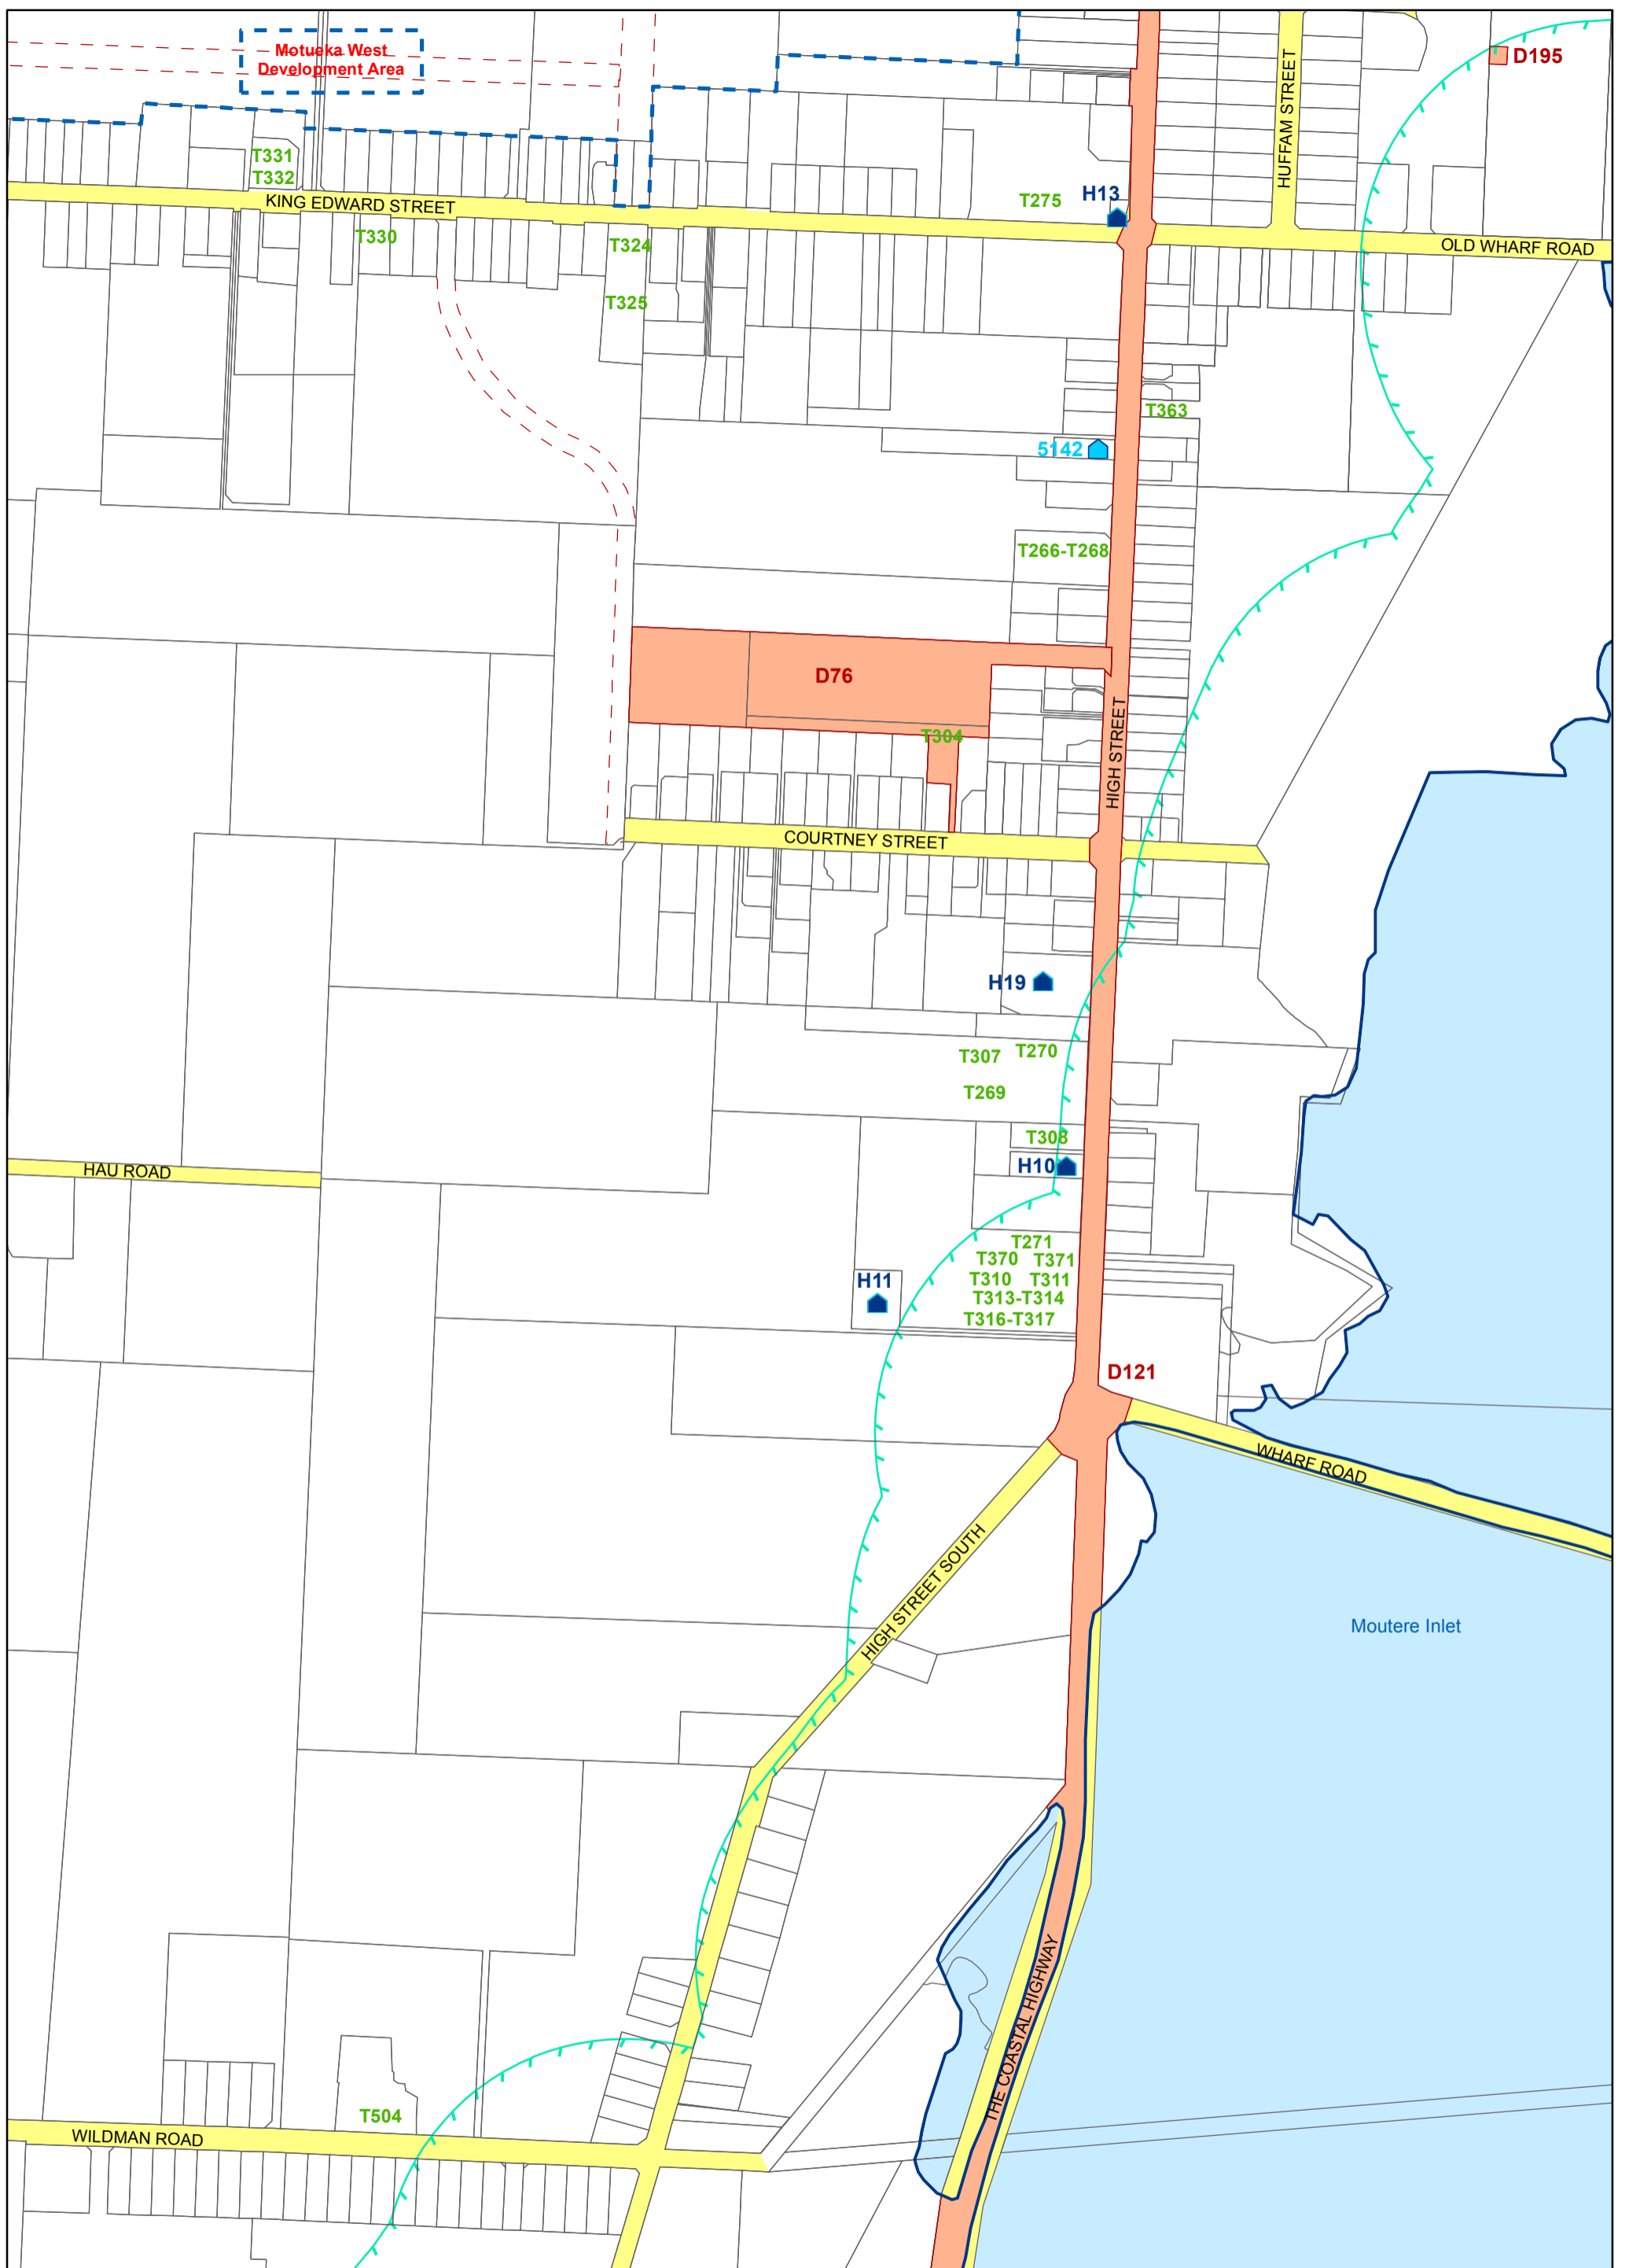 Motueka West
Development Area
D195
HUFFAM STREET
T331
T332
T275
H13
KING EDWARD STREET
T330
T324
OLD WHARF ROAD
T325
T363
5142
T266-T268
D76
T304
HIGH STREET
COURTNEY STREET
H19
T307
T270
T269
T308
H10
HAU ROAD
T271
T370
T371
H11
T310
T311
T313-T314
T316-T317
D121
WHARF ROAD
HIGH STREET SOUTH
Moutere Inlet
THE COASTAL HIGHWAY
T504
WILDMAN ROAD